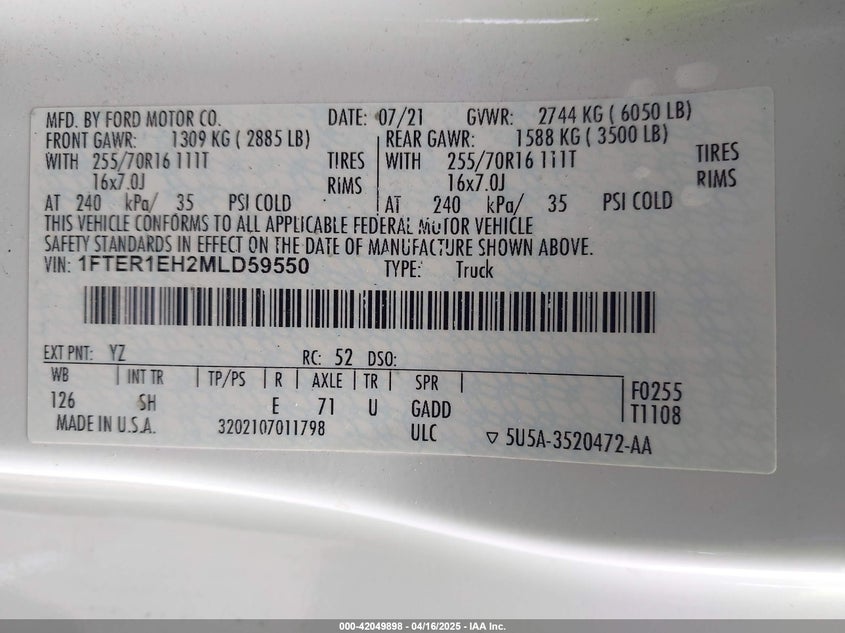 MFD. BY FORD MOTOR CO. DATE: 07/21 GVWR: 2744 KG ( 6050 LB)
FRONT GAWR: 1309 KG ( 2885 LB) REAR GAWR: 1588 KG ( 3500 LB)
WITH 255/70R16 111T TIRES WITH 255/70R16 111T TIRES
16x7.0J RIMS 16x7.0J RIMS
AT 240 kPa/ 35 PSI COLD AT 240 kPa/ 35 PSI COLD
THIS VEHICLE CONFORMS TO ALL APPLICABLE FEDERAL MOTOR VEHICLE
SAFETY STANDARDS IN EFFECT ON THE DATE OF MANUFACTURE SHOWN ABOVE.
VIN: 1FTER1EH2MLD59550 TYPE: Truck
EXT PNT: YZ RC: 52 DSO:
WB INT TR TP/PS R AXLE TR SPR F0255
126 SH E 71 U GADD T1108
MADE IN U.S.A. 3202107011798 ULC ▽ 5U5A-3520472-AA
000-42049898 - 04/16/2025 - IAA Inc.